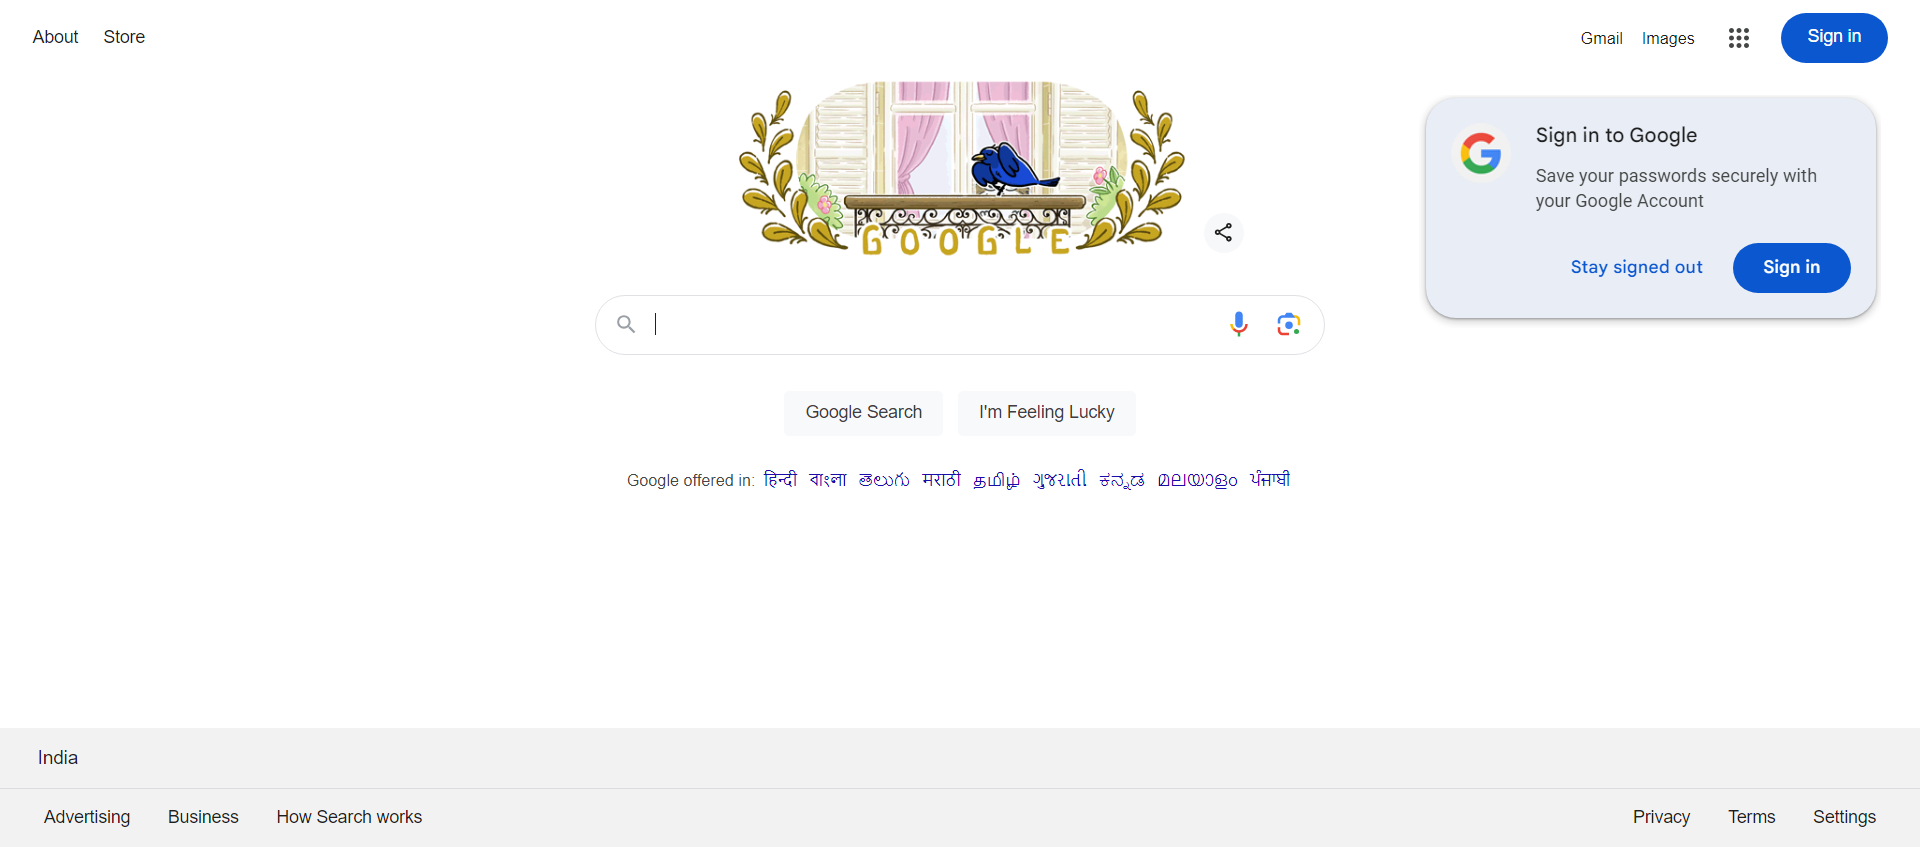 About Store
Gmail Images Sign in
GOOGLE
Sign in to Google
Save your passwords securely with
your Google Account
Stay signed out Sign in
Google Search I'm Feeling Lucky
Google offered in: हिन्दी বাংলা తెలుగు मराठी தமிழ் ગુજરાતી ಕನ್ನಡ മലയാളം ਪੰਜਾਬੀ
India
Advertising Business How Search works
Privacy Terms Settings